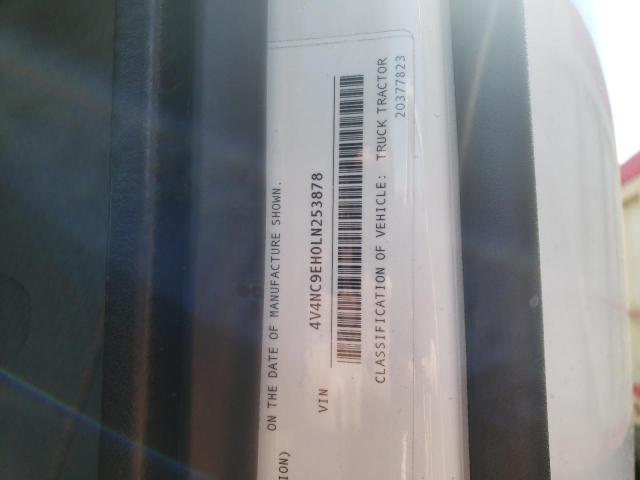 ION)
ON THE DATE OF MANUFACTURE SHOWN.
VIN 4V4NC9EH0LN253878
CLASSIFICATION OF VEHICLE: TRUCK TRACTOR
20377823